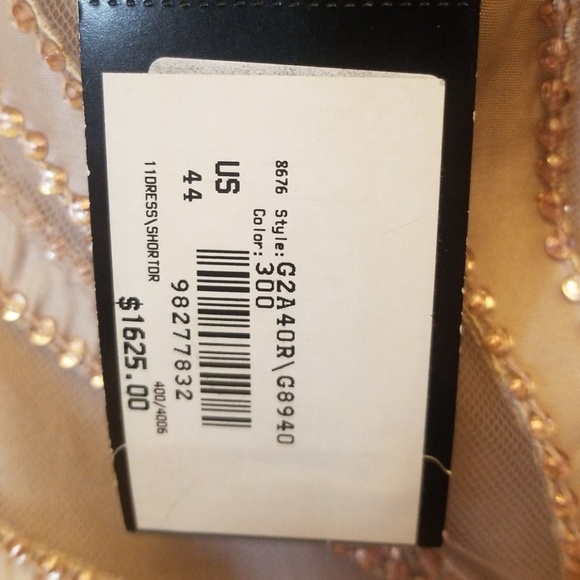 8676 Style: G2A40R\G8940
Color: 300
US
44
98277832
11DRESS\SHORTDR
400/4006
$1625.00